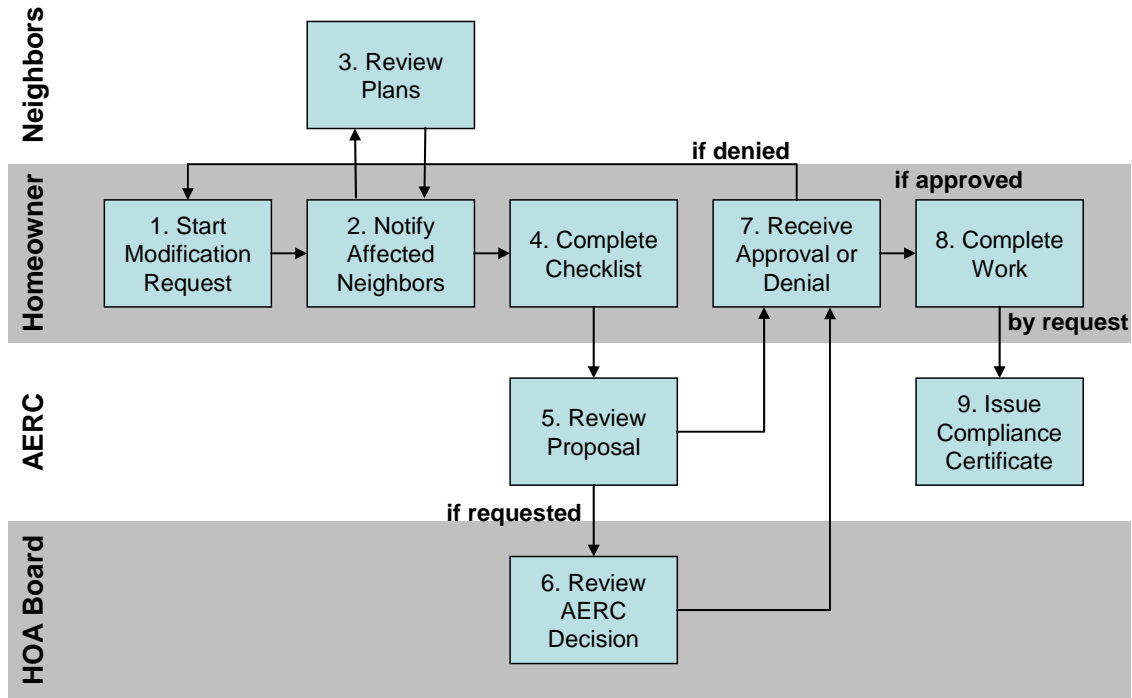 Neighbors
3. Review
Plans
if denied
Homeowner
if approved
1. Start
Modification
Request
2. Notify
Affected
Neighbors
4. Complete
Checklist
7. Receive
Approval or
Denial
8. Complete
Work
by request
AERC
5. Review
Proposal
9. Issue
Compliance
Certificate
if requested
HOA Board
6. Review
AERC
Decision